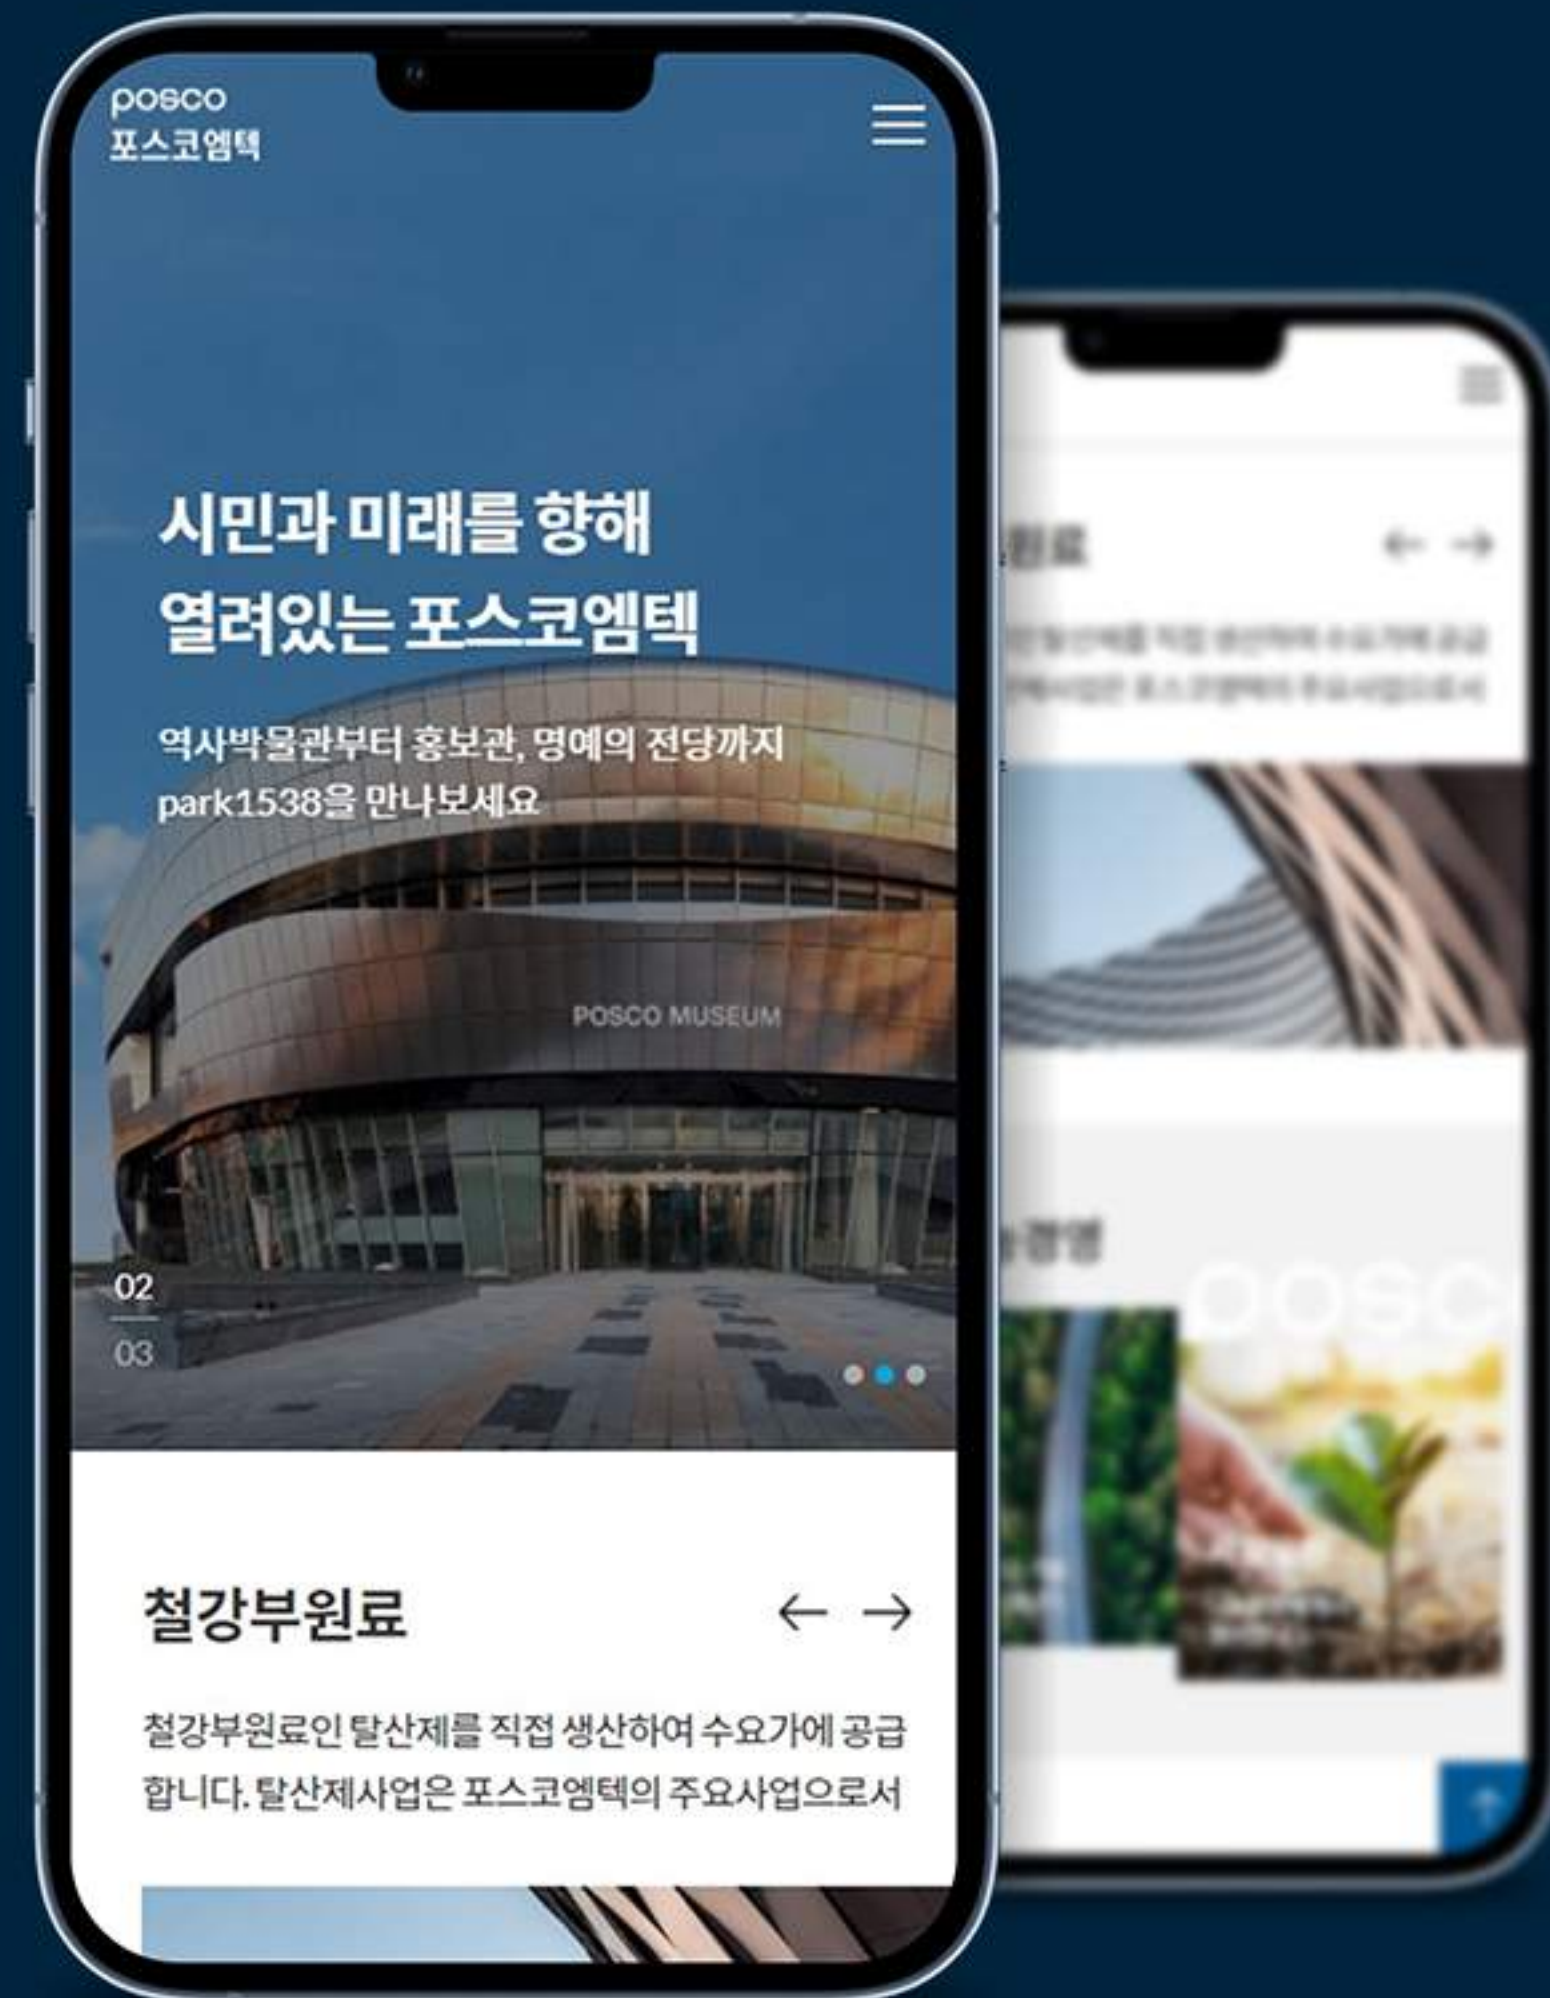 posco
포스코엠텍
시민과 미래를 향해
열려있는 포스코엠텍
역사박물관부터 홍보관, 명예의 전당까지
park1538을 만나보세요
POSCO MUSEUM
02
03
철강부원료
철강부원료인 탈산제를 직접 생산하여 수요가에 공급
합니다. 탈산제사업은 포스코엠텍의 주요사업으로서
원료
경영
posc